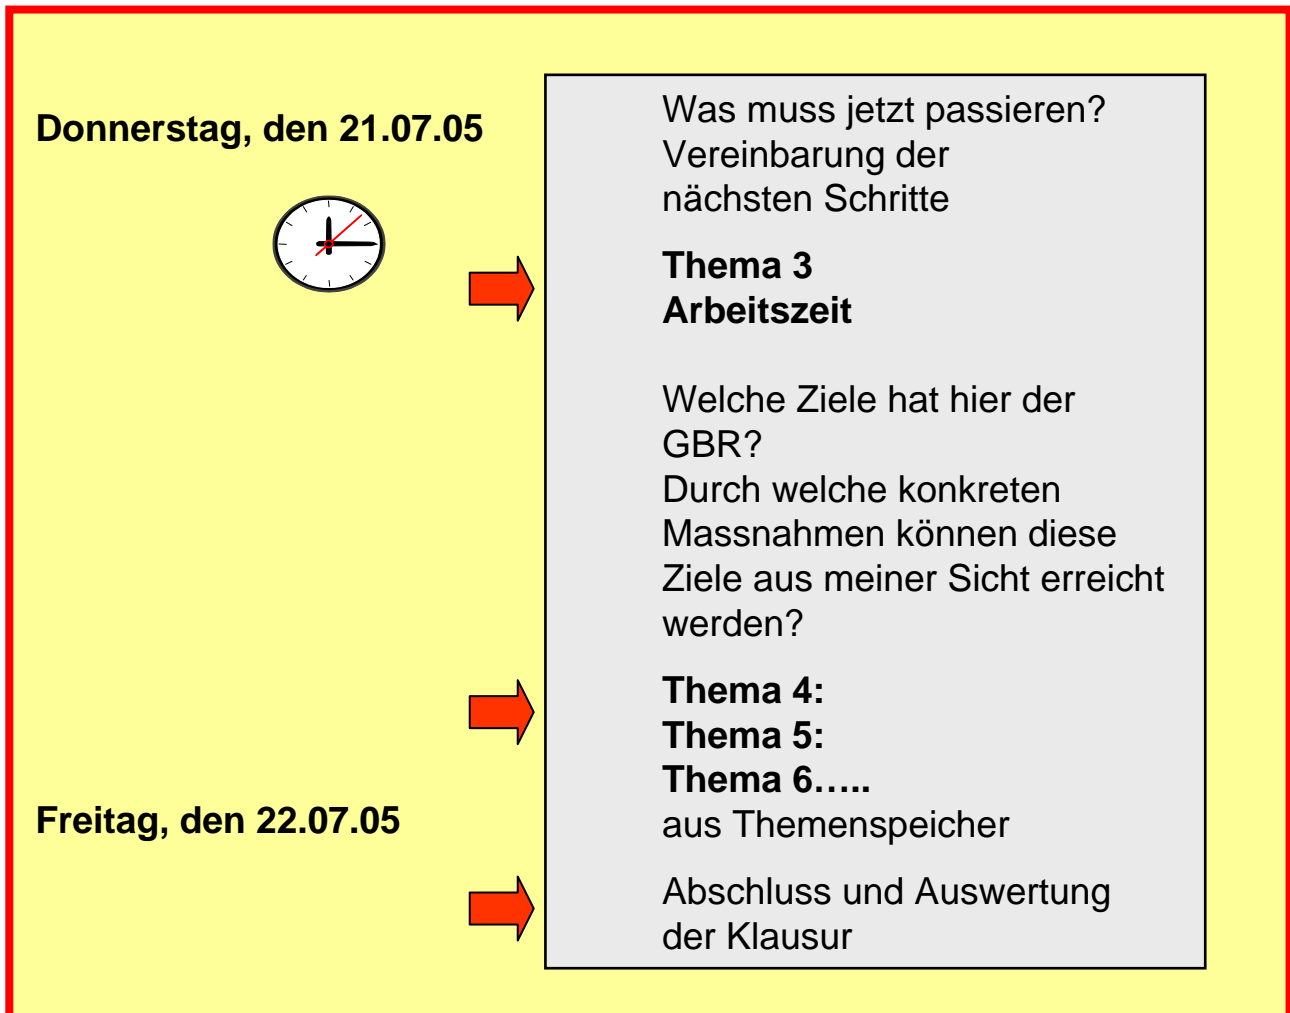 Donnerstag, den 21.07.05
Was muss jetzt passieren?
Vereinbarung der
nächsten Schritte
Thema 3
Arbeitszeit
Welche Ziele hat hier der
GBR?
Durch welche konkreten
Massnahmen können diese
Ziele aus meiner Sicht erreicht
werden?
Thema 4:
Thema 5:
Thema 6…..
aus Themenspeicher
Freitag, den 22.07.05
Abschluss und Auswertung
der Klausur